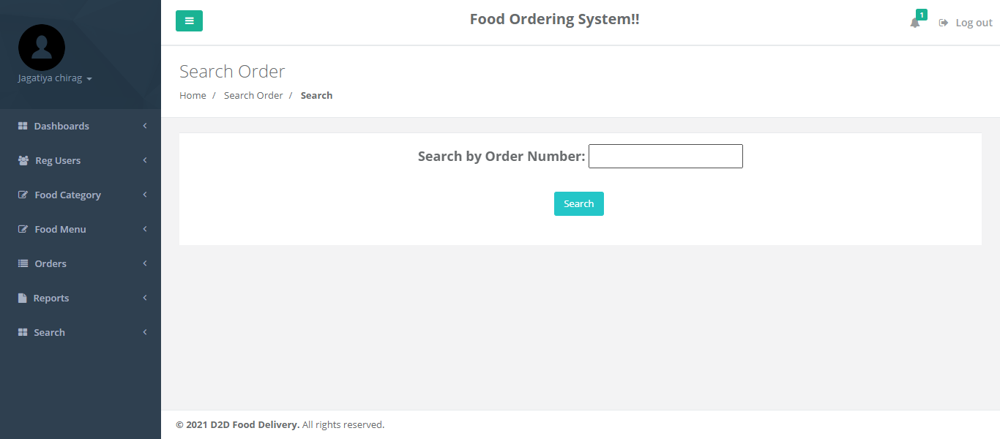 Food Ordering System!!
1
Log out
Jagatiya chirag
Dashboards
Reg Users
Food Category
Food Menu
Orders
Reports
Search
Search Order
Home / Search Order / Search
Search by Order Number:
Search
© 2021 D2D Food Delivery. All rights reserved.